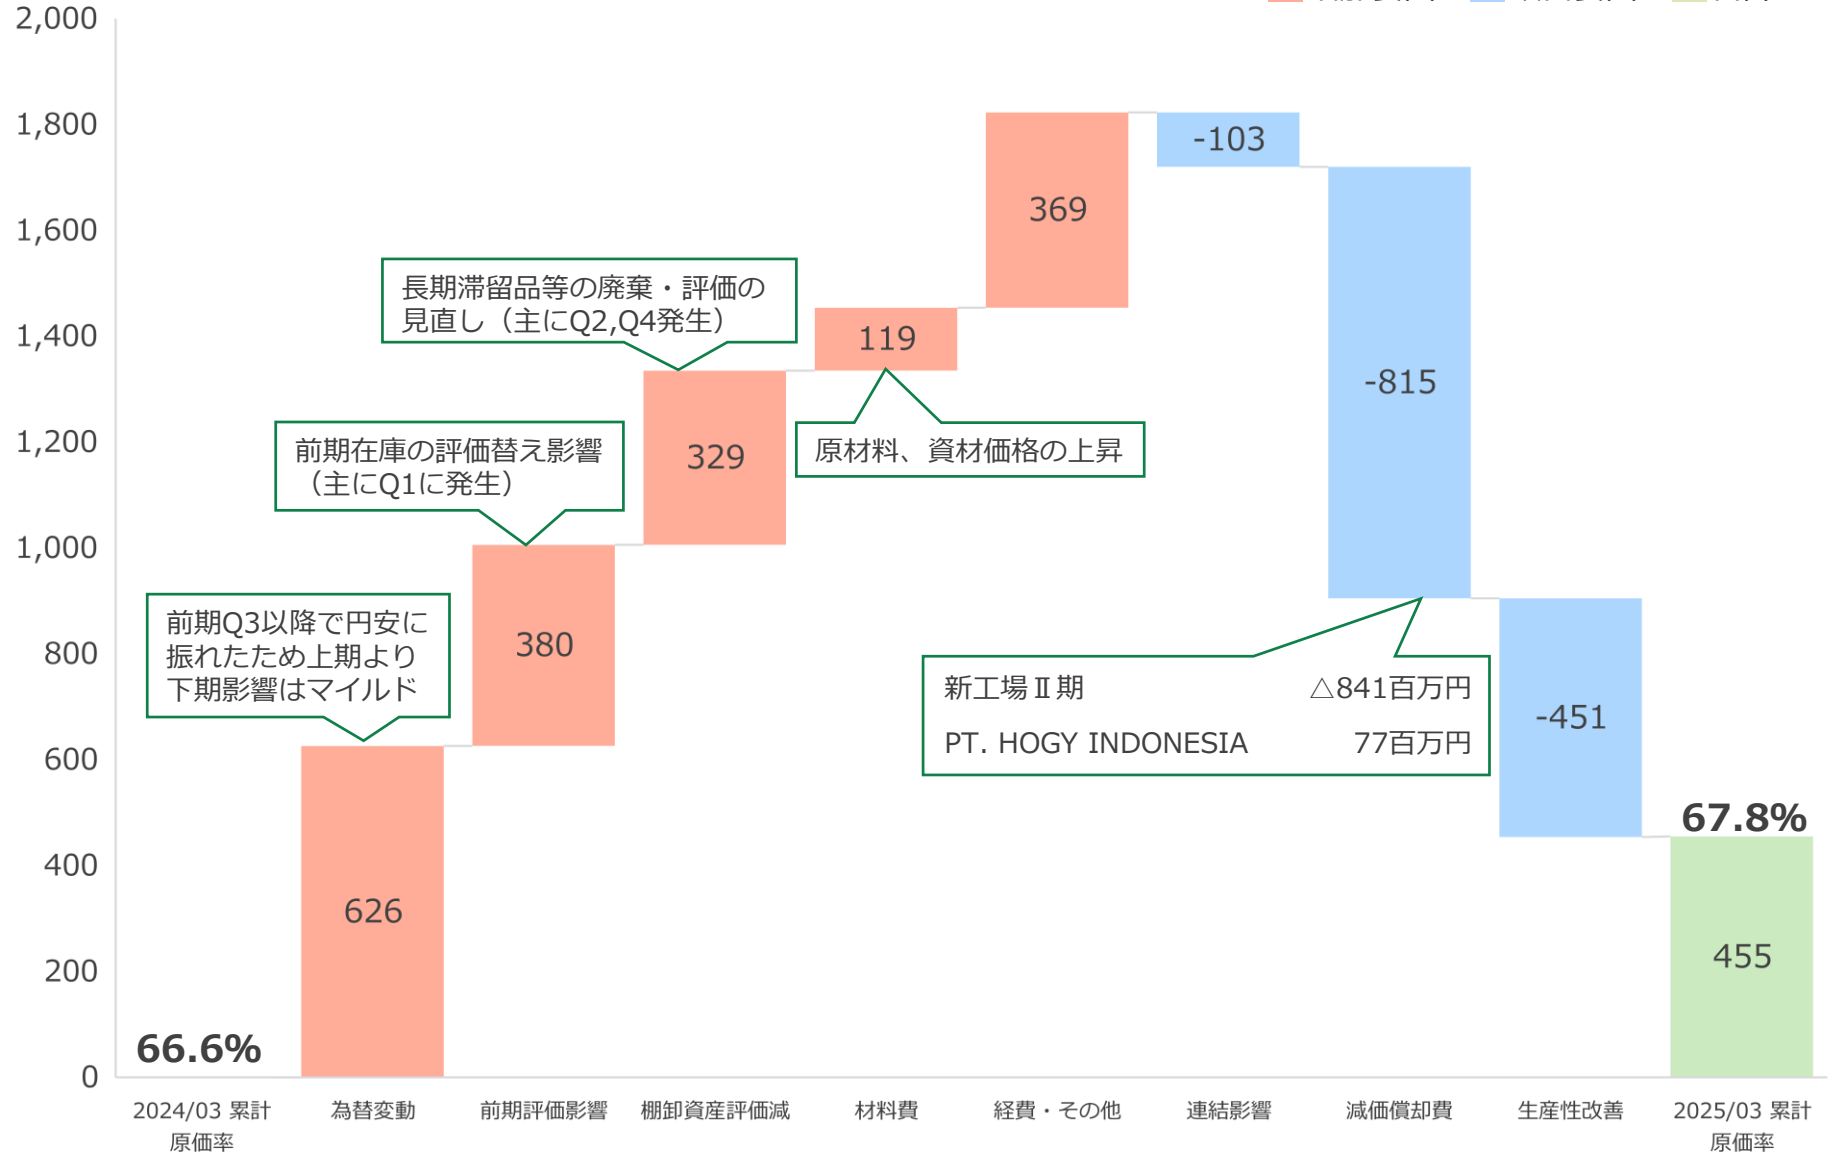 2,000
1,800
1,600
1,400
1,200
1,000
800
600
400
200
0
66.6%
626
380
329
119
369
-103
-815
-451
67.8%
455
前期Q3以降で円安に
振れたため上期より
下期影響はマイルド
前期在庫の評価替え影響
（主にQ1に発生）
長期滞留品等の廃棄・評価の
見直し（主にQ2,Q4発生）
原材料、資材価格の上昇
新工場Ⅱ期 △841百万円
PT. HOGY INDONESIA 77百万円
2024/03 累計
原価率
為替変動
前期評価影響
棚卸資産評価減
材料費
経費・その他
連結影響
減価償却費
生産性改善
2025/03 累計
原価率